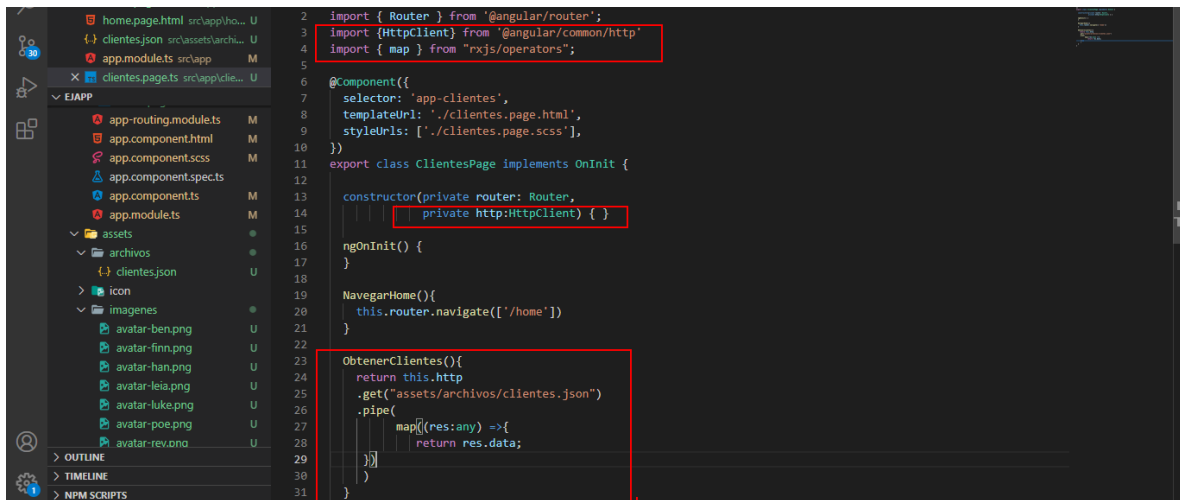 home.page.html src\app\ho... U
clientes.json src\assets\archi... U
app.module.ts src\app M
clientes.page.ts src\app\clie... U
EJAPP
app-routing.module.ts M
app.component.html M
app.component.scss M
app.component.spec.ts
app.component.ts M
app.module.ts M
assets
archivos
clientes.json U
icon
imagenes
avatar-ben.png U
avatar-finn.png U
avatar-han.png U
avatar-leia.png U
avatar-luke.png U
avatar-poe.png U
avatar-rey.png U
OUTLINE
TIMELINE
NPM SCRIPTS
30
1
2 import { Router } from '@angular/router';
3 import {HttpClient} from '@angular/common/http'
4 import { map } from "rxjs/operators";
5
6 @Component({
7 selector: 'app-clientes',
8 templateUrl: './clientes.page.html',
9 styleUrls: ['./clientes.page.scss'],
10 })
11 export class ClientesPage implements OnInit {
12
13 constructor(private router: Router,
14 private http:HttpClient) { }
15
16 ngOnInit() {
17 }
18
19 NavegarHome(){
20 this.router.navigate(['/home'])
21 }
22
23 ObtenerClientes(){
24 return this.http
25 .get("assets/archivos/clientes.json")
26 .pipe(
27 map((res:any) =>{
28 return res.data;
29 })
30 )
31 }